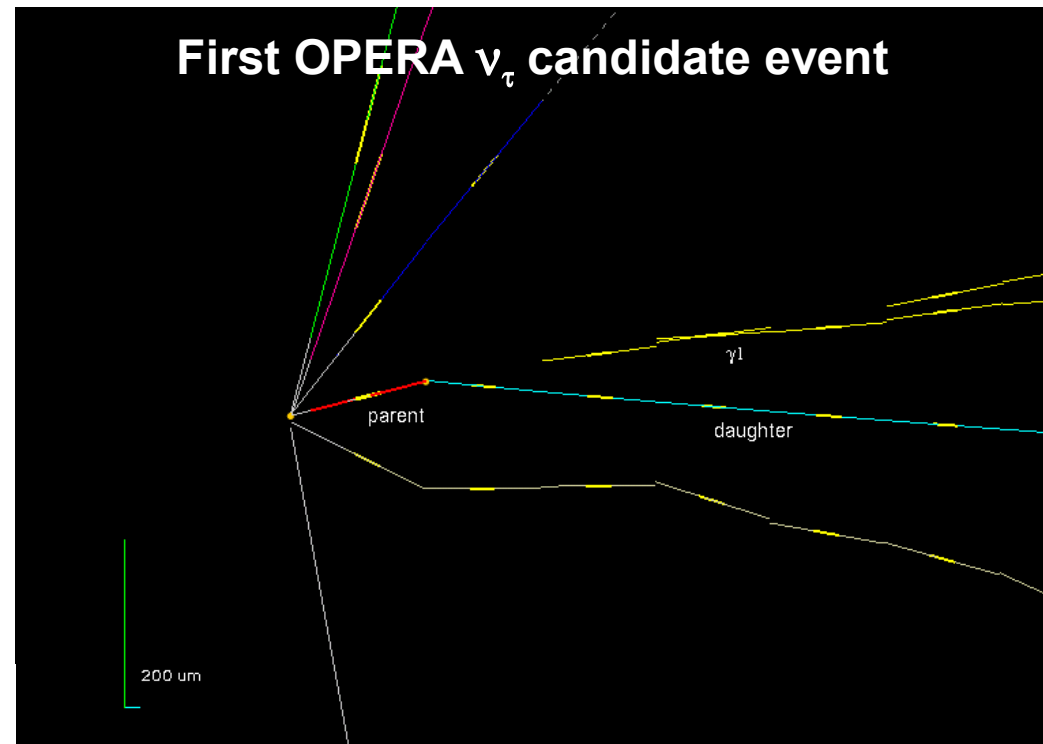 First OPERA ντ candidate event
γ1
parent
daughter
200 um